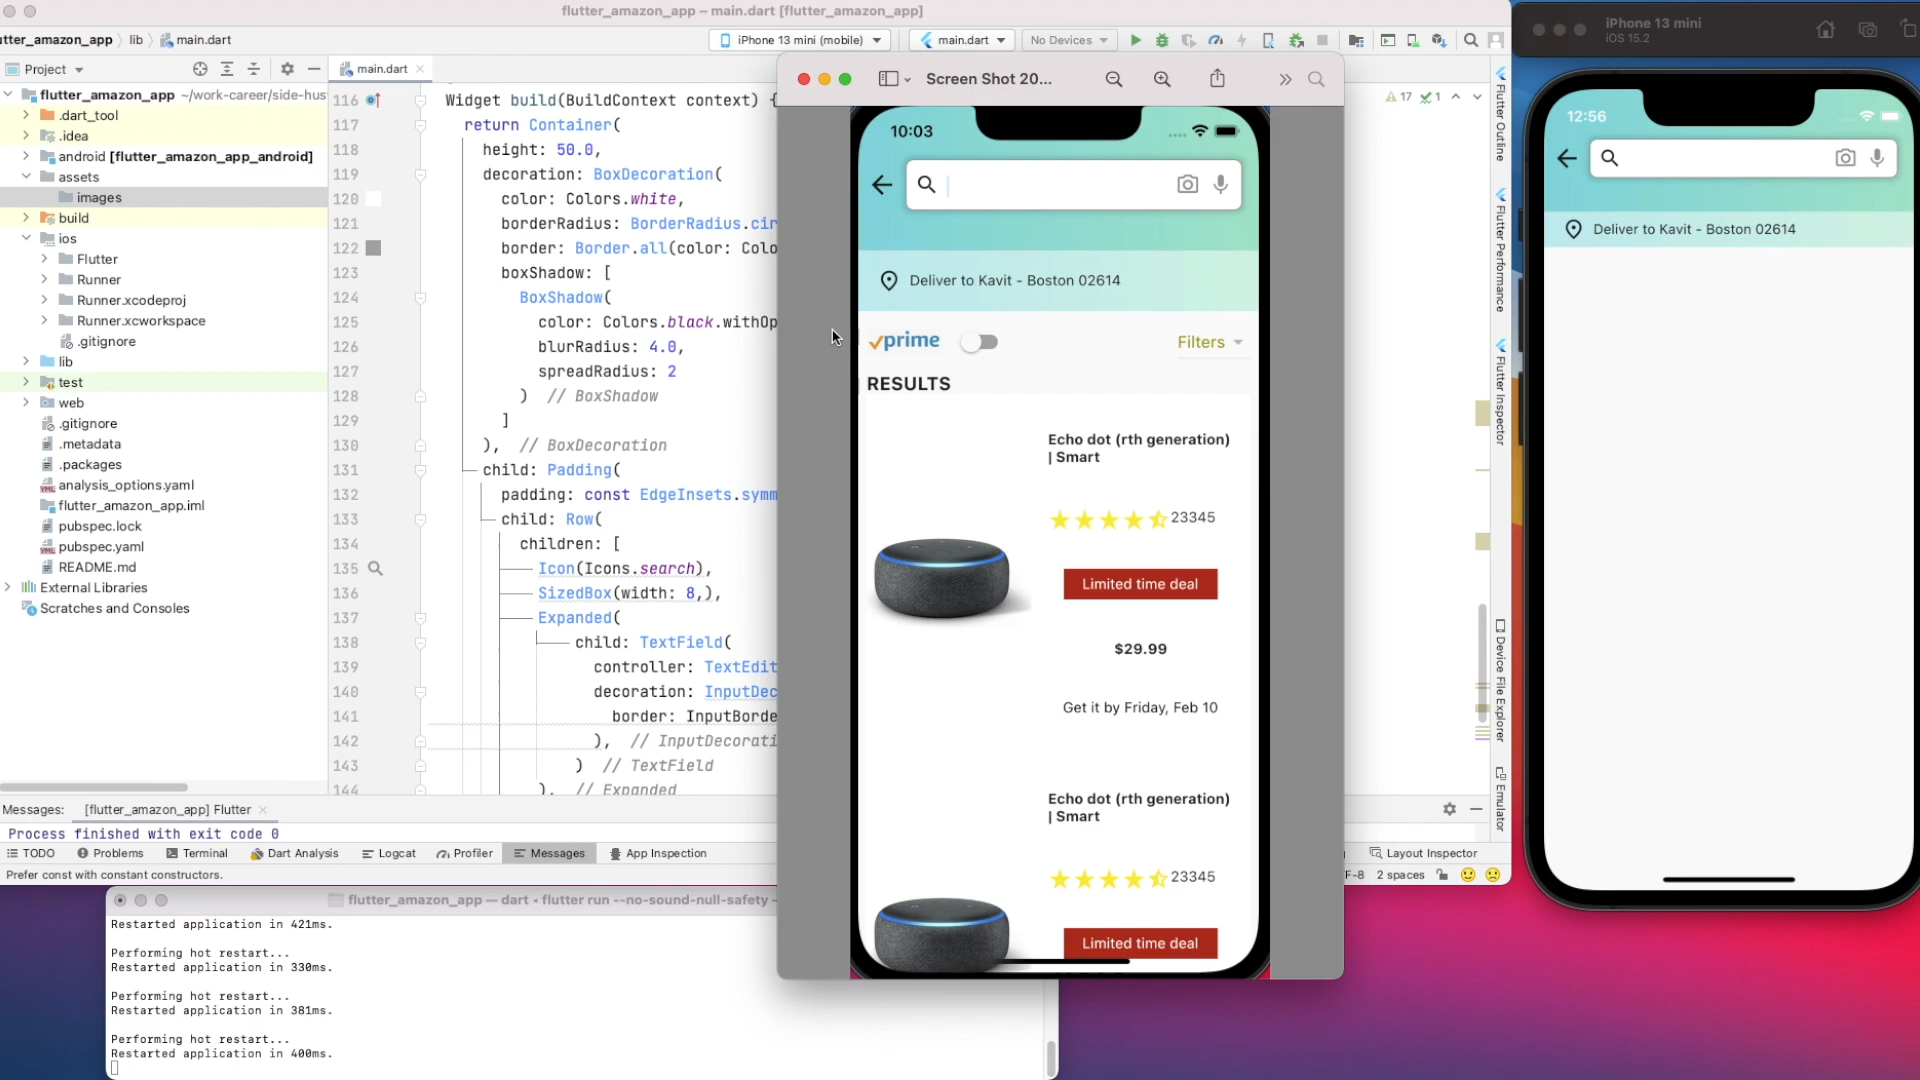 flutter_amazon_app – main.dart [flutter_amazon_app]
utter_amazon_app lib main.dart
iPhone 13 mini (mobile) main.dart No Devices
Project
main.dart
flutter_amazon_app ~/work-career/side-hus
.dart_tool
.idea
android [flutter_amazon_app_android]
assets
images
build
ios
Flutter
Runner
Runner.xcodeproj
Runner.xcworkspace
.gitignore
lib
test
web
.gitignore
.metadata
.packages
analysis_options.yaml
flutter_amazon_app.iml
pubspec.lock
pubspec.yaml
README.md
External Libraries
Scratches and Consoles
116 Widget build(BuildContext context) {
117 return Container(
118 height: 50.0,
119 decoration: BoxDecoration(
120 color: Colors.white,
121 borderRadius: BorderRadius.cir
122 border: Border.all(color: Colo
123 boxShadow: [
124 BoxShadow(
125 color: Colors.black.withOp
126 blurRadius: 4.0,
127 spreadRadius: 2
128 ) // BoxShadow
129 ]
130 ), // BoxDecoration
131 child: Padding(
132 padding: const EdgeInsets.symm
133 child: Row(
134 children: [
135 Icon(Icons.search),
136 SizedBox(width: 8,),
137 Expanded(
138 child: TextField(
139 controller: TextEdit
140 decoration: InputDec
141 border: InputBorde
142 ), // InputDecorati
143 ) // TextField
144 ), // Expanded
17 1
Flutter Outline
Flutter Performance
Flutter Inspector
Device File Explorer
Emulator
Messages: [flutter_amazon_app] Flutter
Process finished with exit code 0
TODO Problems Terminal Dart Analysis Logcat Profiler Messages App Inspection
Layout Inspector
Prefer const with constant constructors.
F-8 2 spaces
flutter_amazon_app — dart • flutter run --no-sound-null-safety
Restarted application in 421ms.
Performing hot restart...
Restarted application in 330ms.
Performing hot restart...
Restarted application in 381ms.
Performing hot restart...
Restarted application in 400ms.
Screen Shot 20...
10:03
Deliver to Kavit - Boston 02614
prime
Filters
RESULTS
Echo dot (rth generation)
| Smart
23345
Limited time deal
$29.99
Get it by Friday, Feb 10
Echo dot (rth generation)
| Smart
23345
Limited time deal
iPhone 13 mini
iOS 15.2
12:56
Deliver to Kavit - Boston 02614